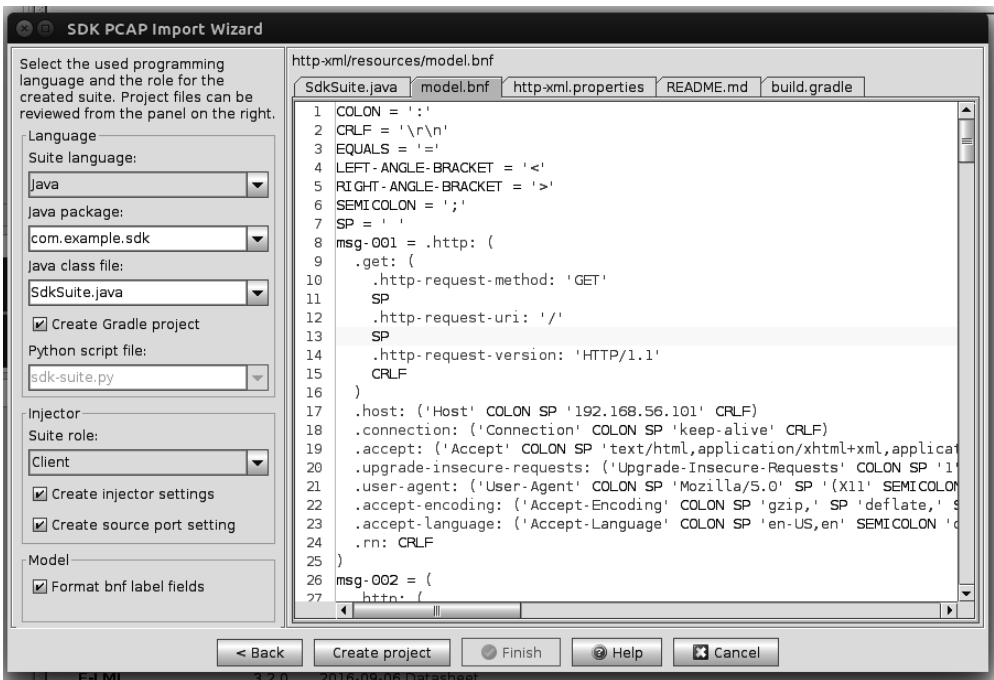 SDK PCAP Import Wizard
Select the used programming
language and the role for the
created suite. Project files can be
reviewed from the panel on the right.
Language
Suite language:
Java
Java package:
com.example.sdk
Java class file:
SdkSuite.java
Create Gradle project
Python script file:
sdk-suite.py
Injector
Suite role:
Client
Create injector settings
Create source port setting
Model
Format bnf label fields
http-xml/resources/model.bnf
SdkSuite.java model.bnf http-xml.properties README.md build.gradle
1 COLON = ':'
2 CRLF = '\r\n'
3 EQUALS = '='
4 LEFT-ANGLE-BRACKET = '<'
5 RIGHT-ANGLE-BRACKET = '>'
6 SEMICOLON = ';'
7 SP = ' '
8 msg-001 = .http: (
9 .get: (
10 .http-request-method: 'GET'
11 SP
12 .http-request-uri: '/'
13 SP
14 .http-request-version: 'HTTP/1.1'
15 CRLF
16 )
17 .host: ('Host' COLON SP '192.168.56.101' CRLF)
18 .connection: ('Connection' COLON SP 'keep-alive' CRLF)
19 .accept: ('Accept' COLON SP 'text/html,application/xhtml+xml,applicat
20 .upgrade-insecure-requests: ('Upgrade-Insecure-Requests' COLON SP '1'
21 .user-agent: ('User-Agent' COLON SP 'Mozilla/5.0' SP '(X11' SEMICOLON
22 .accept-encoding: ('Accept-Encoding' COLON SP 'gzip,' SP 'deflate,'
23 .accept-language: ('Accept-Language' COLON SP 'en-US,en' SEMICOLON
24 .rn: CRLF
25 )
26 msg-002 = (
27 .http: (
< Back Create project Finish Help Cancel
E-LMI 3.2.0 2016-09-06 Datasheet